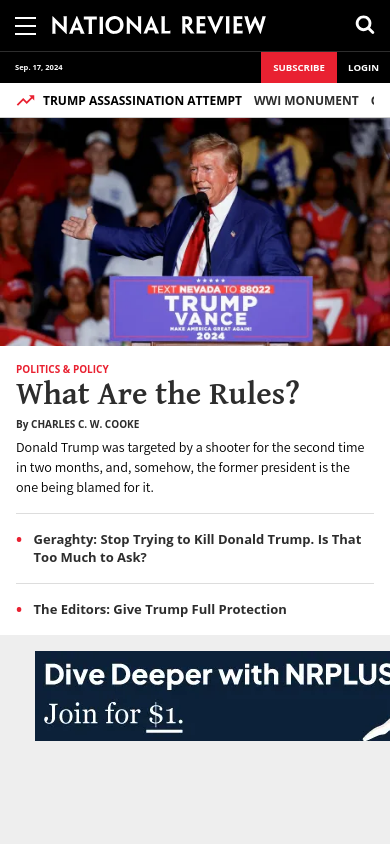 NATIONAL REVIEW
Sep. 17, 2024
SUBSCRIBE
LOGIN
TRUMP ASSASSINATION ATTEMPT WWI MONUMENT
TEXT NEVADA TO 88022
TRUMP
VANCE
MAKE AMERICA GREAT AGAIN!
2024
POLITICS & POLICY
What Are the Rules?
By CHARLES C. W. COOKE
Donald Trump was targeted by a shooter for the second time
in two months, and, somehow, the former president is the
one being blamed for it.
• Geraghty: Stop Trying to Kill Donald Trump. Is That
Too Much to Ask?
• The Editors: Give Trump Full Protection
Dive Deeper with NRPLUS
Join for $1.